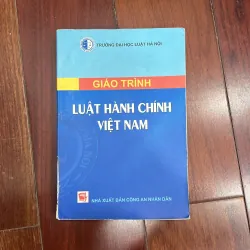 TRƯỜNG ĐẠI HỌC LUẬT HÀ NỘI
GIÁO TRÌNH
LUẬT HÀNH CHÍNH
VIỆT NAM
NHÀ XUẤT BẢN CÔNG AN NHÂN DÂN